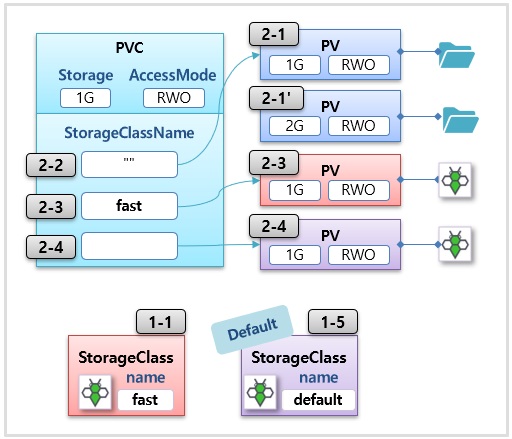 2-1
PVC
PV
Storage
AccessMode
1G
RWO
1G
RWO
2-1'
PV
2G
RWO
StorageClassName
2-2
""
2-3
PV
1G
RWO
2-3
fast
2-4
PV
1G
RWO
2-4
1-1
Default
1-5
StorageClass
name
fast
StorageClass
name
default